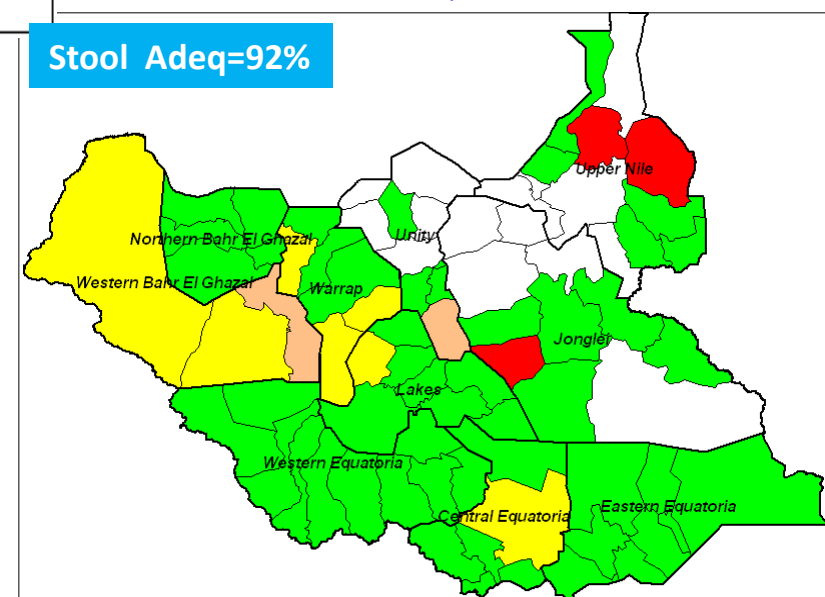 Stool Adeq=92%
Upper Nile
Northern Bahr El Ghazal
Unity
Western Bahr El Ghazal
Warrap
Jonglei
Lakes
Western Equatoria
Central Equatoria
Eastern Equatoria